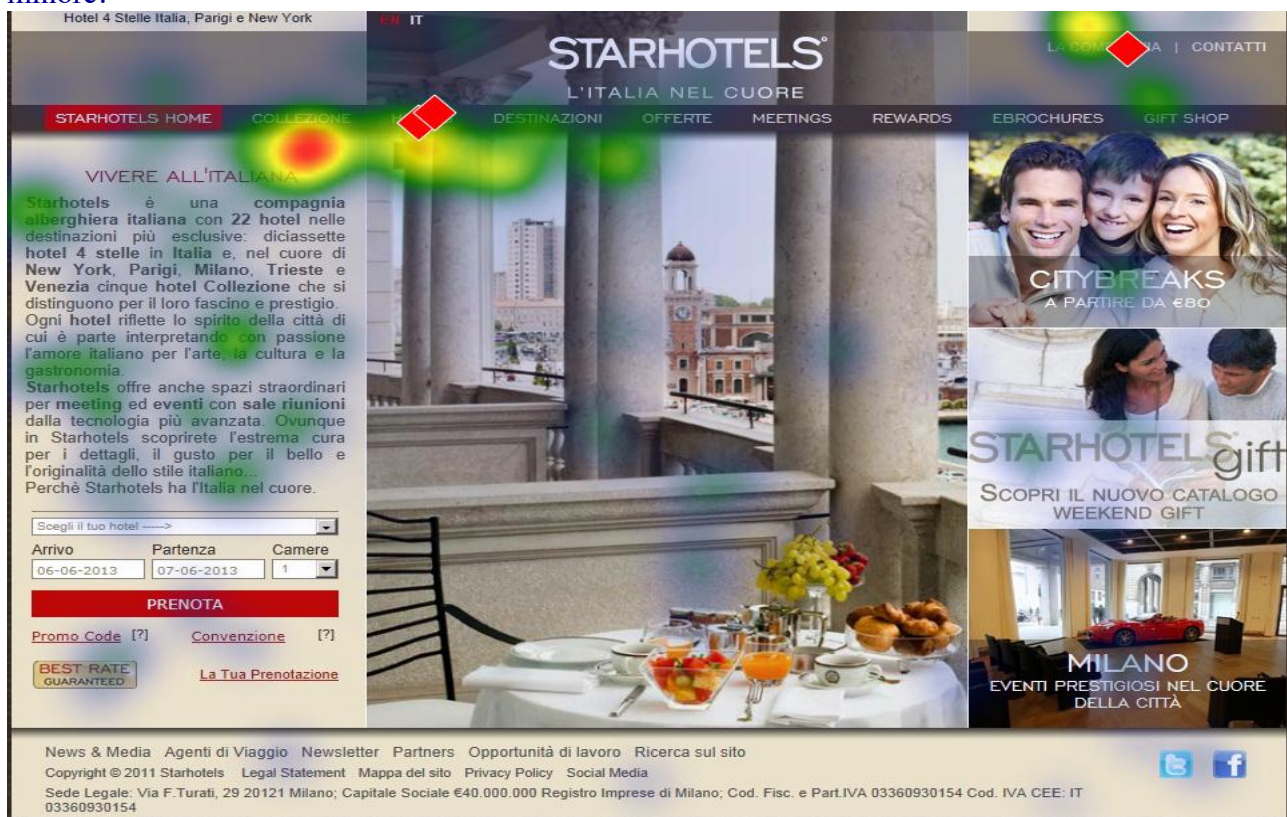 minore.
Hotel 4 Stelle Italia, Parigi e New York
EN IT
STARHOTELS
L'ITALIA NEL CUORE
CONTATTI
STARHOTELS HOME COLLEZIONE DESTINAZIONI OFFERTE MEETINGS REWARDS EBROCHURES GIFT SHOP
VIVERE ALL'ITALIANA
Starhotels è una compagnia
alberghiera italiana con 22 hotel nelle
destinazioni più esclusive: diciassette
hotel 4 stelle in Italia e, nel cuore di
New York, Parigi, Milano, Trieste e
Venezia cinque hotel Collezione che si
distinguono per il loro fascino e prestigio.
Ogni hotel riflette lo spirito della città di
cui è parte interpretando con passione
l'amore italiano per l'arte, la cultura e la
gastronomia.
Starhotels offre anche spazi straordinari
per meeting ed eventi con sale riunioni
dalla tecnologia più avanzata. Ovunque
in Starhotels scoprirete l'estrema cura
per i dettagli, il gusto per il bello e
l'originalità dello stile italiano...
Perchè Starhotels ha l'Italia nel cuore.
Scegli il tuo hotel ----->
Arrivo Partenza Camere
06-06-2013 07-06-2013 1
PRENOTA
Promo Code [?] Convenzione [?]
BEST RATE
GUARANTEED
La Tua Prenotazione
CITYBREAKS
A PARTIRE DA €80
STARHOTELS gift
SCOPRI IL NUOVO CATALOGO
WEEKEND GIFT
MILANO
EVENTI PRESTIGIOSI NEL CUORE
DELLA CITTÀ
News & Media Agenti di Viaggio Newsletter Partners Opportunità di lavoro Ricerca sul sito
Copyright © 2011 Starhotels Legal Statement Mappa del sito Privacy Policy Social Media
Sede Legale: Via F.Turati, 29 20121 Milano; Capitale Sociale €40.000.000 Registro Imprese di Milano; Cod. Fisc. e Part.IVA 03360930154 Cod. IVA CEE: IT
03360930154